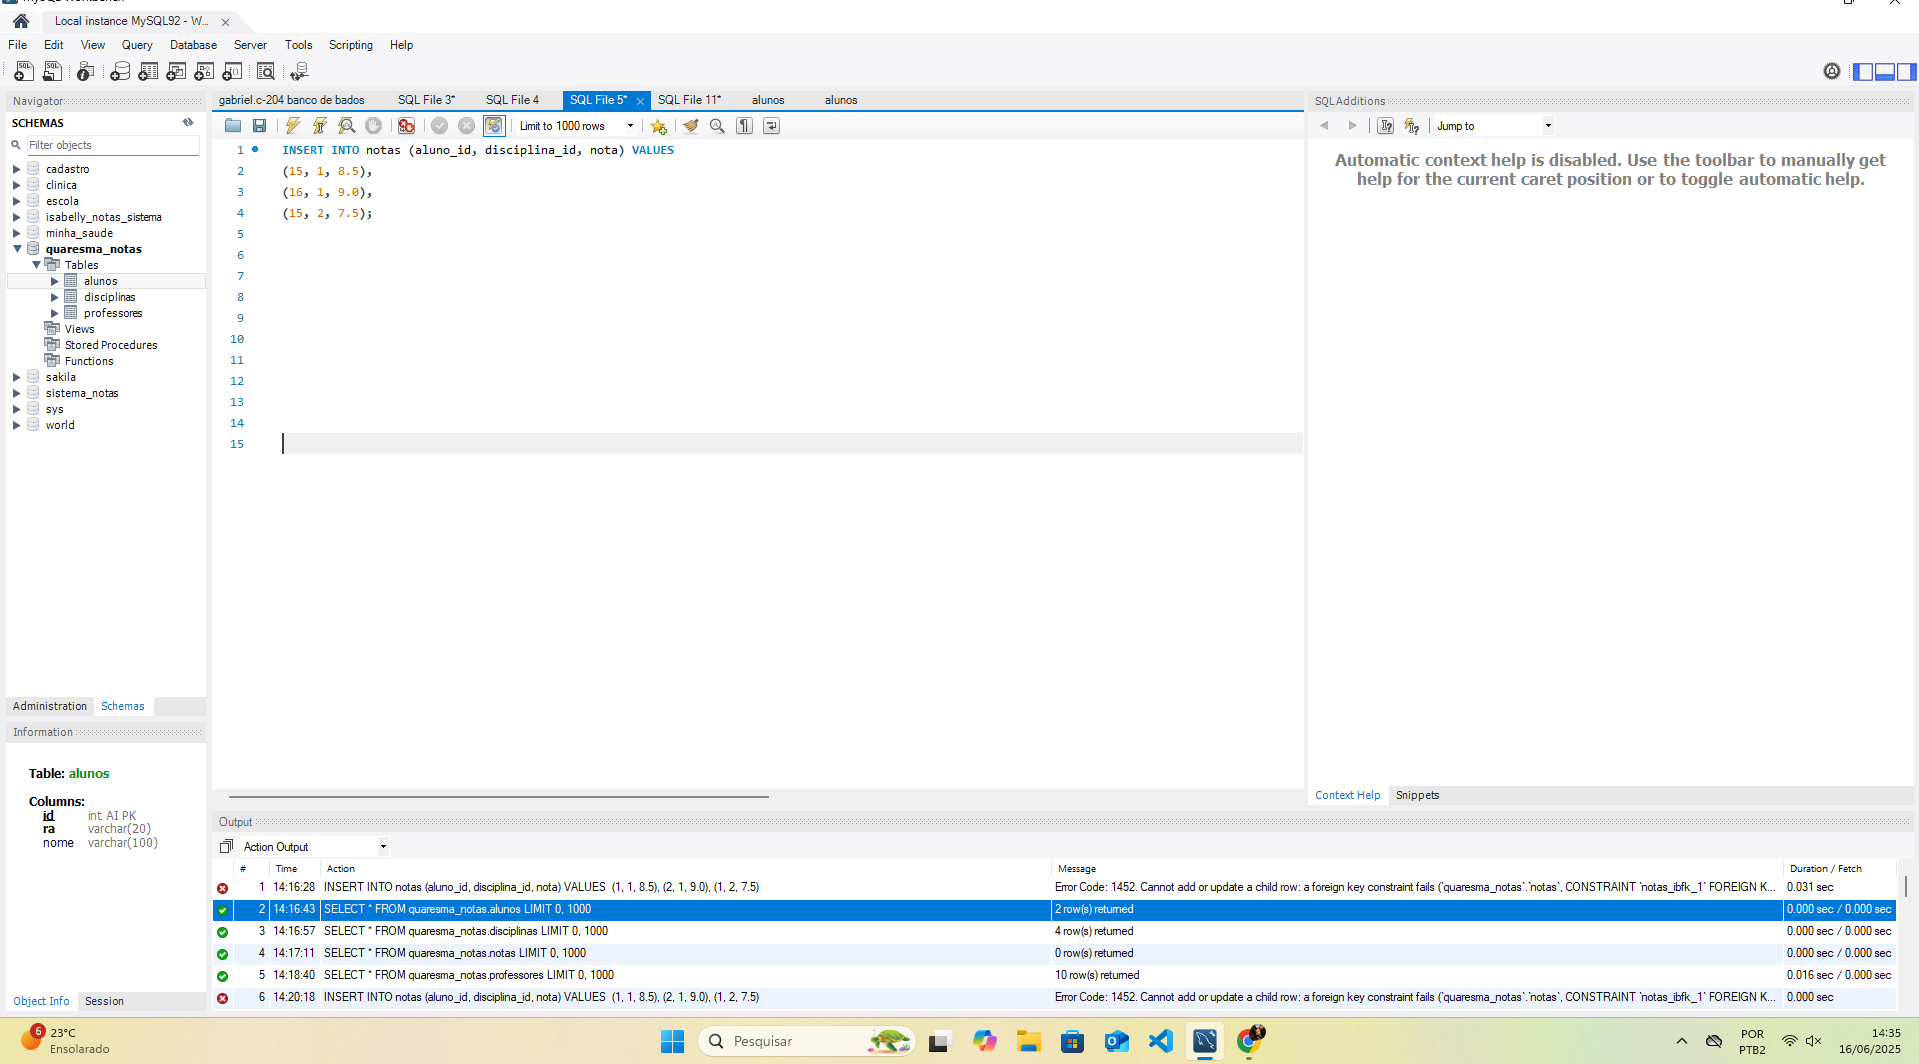 Local instance MySQL92 - W...
File Edit View Query Database Server Tools Scripting Help
Navigator
SCHEMAS
Filter objects
cadastro
clinica
escola
isabelly_notas_sistema
minha_saude
quaresma_notas
Tables
alunos
disciplinas
professores
Views
Stored Procedures
Functions
sakila
sistema_notas
sys
world
Administration Schemas
Information
Table: alunos
Columns:
id int AI PK
ra varchar(20)
nome varchar(100)
Object Info Session
gabriel.c-204 banco de bados SQL File 3* SQL File 4 SQL File 5* SQL File 11* alunos alunos
Limit to 1000 rows
1 INSERT INTO notas (aluno_id, disciplina_id, nota) VALUES
2 (15, 1, 8.5),
3 (16, 1, 9.0),
4 (15, 2, 7.5);
5
6
7
8
9
10
11
12
13
14
15
SQLAdditions
Jump to
Automatic context help is disabled. Use the toolbar to manually get
help for the current caret position or to toggle automatic help.
Context Help Snippets
Output
Action Output
# Time Action Message Duration / Fetch
1 14:16:28 INSERT INTO notas (aluno_id, disciplina_id, nota) VALUES (1, 1, 8.5), (2, 1, 9.0), (1, 2, 7.5) Error Code: 1452. Cannot add or update a child row: a foreign key constraint fails (`quaresma_notas`.`notas`, CONSTRAINT `notas_ibfk_1` FOREIGN K... 0.031 sec
2 14:16:43 SELECT * FROM quaresma_notas.alunos LIMIT 0, 1000 2 row(s) returned 0.000 sec / 0.000 sec
3 14:16:57 SELECT * FROM quaresma_notas.disciplinas LIMIT 0, 1000 4 row(s) returned 0.000 sec / 0.000 sec
4 14:17:11 SELECT * FROM quaresma_notas.notas LIMIT 0, 1000 0 row(s) returned 0.000 sec / 0.000 sec
5 14:18:40 SELECT * FROM quaresma_notas.professores LIMIT 0, 1000 10 row(s) returned 0.016 sec / 0.000 sec
6 14:20:18 INSERT INTO notas (aluno_id, disciplina_id, nota) VALUES (1, 1, 8.5), (2, 1, 9.0), (1, 2, 7.5) Error Code: 1452. Cannot add or update a child row: a foreign key constraint fails (`quaresma_notas`.`notas`, CONSTRAINT `notas_ibfk_1` FOREIGN K... 0.000 sec
6
23°C
Ensolarado
Pesquisar
POR
PTB2
14:35
16/06/2025